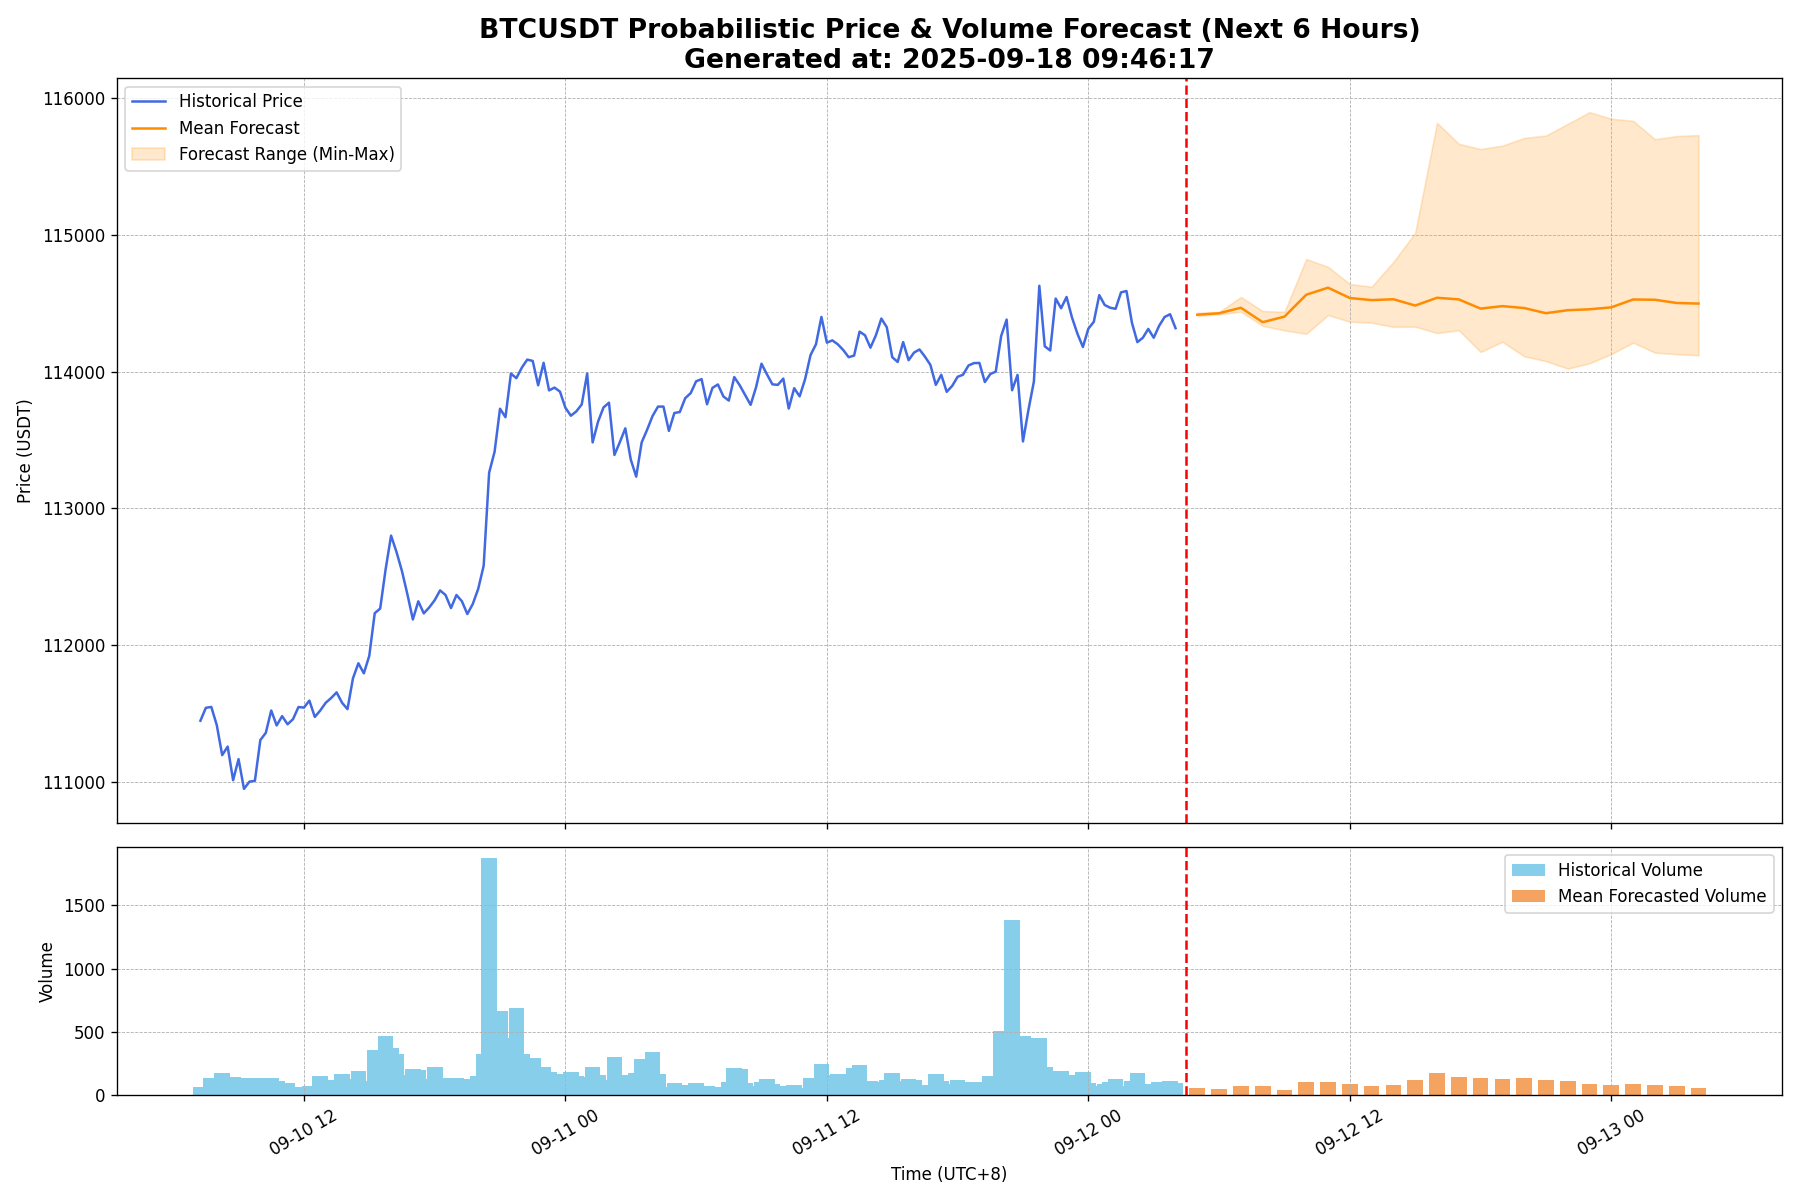 BTCUSDT Probabilistic Price & Volume Forecast (Next 6 Hours)
Generated at: 2025-09-18 09:46:17
Historical Price
Mean Forecast
Forecast Range (Min-Max)
116000
115000
114000
113000
112000
111000
Price (USDT)
Historical Volume
Mean Forecasted Volume
1500
1000
500
0
Volume
09-10 12
09-11 00
09-11 12
09-12 00
09-12 12
09-13 00
Time (UTC+8)